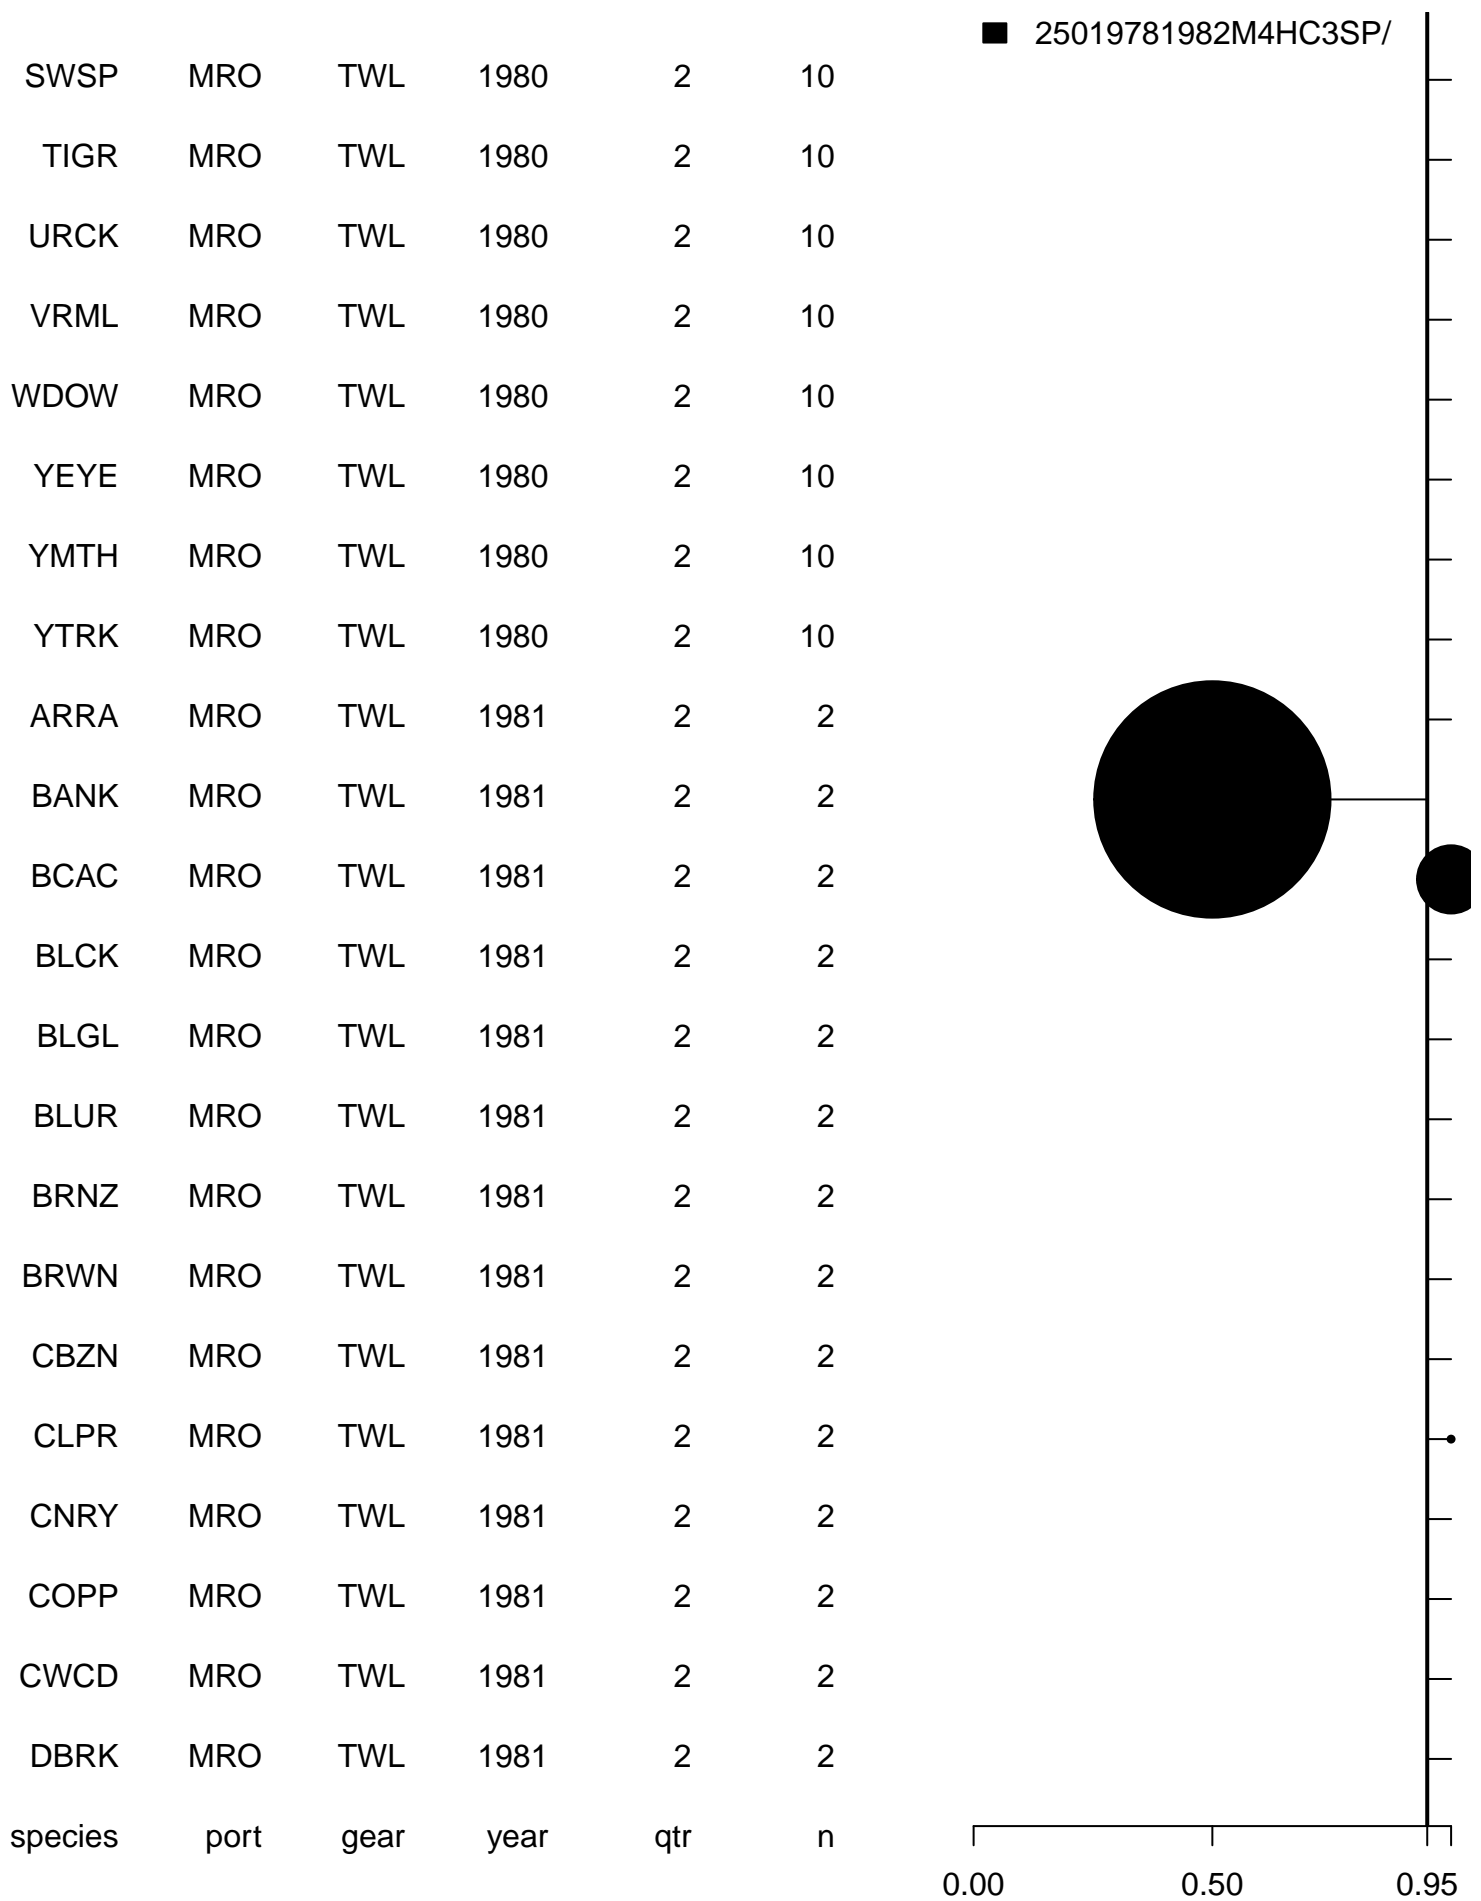 25019781982M4HC3SP/
SWSP MRO TWL 1980 2 10
TIGR MRO TWL 1980 2 10
URCK MRO TWL 1980 2 10
VRML MRO TWL 1980 2 10
WDOW MRO TWL 1980 2 10
YEYE MRO TWL 1980 2 10
YMTH MRO TWL 1980 2 10
YTRK MRO TWL 1980 2 10
ARRA MRO TWL 1981 2 2
BANK MRO TWL 1981 2 2
BCAC MRO TWL 1981 2 2
BLCK MRO TWL 1981 2 2
BLGL MRO TWL 1981 2 2
BLUR MRO TWL 1981 2 2
BRNZ MRO TWL 1981 2 2
BRWN MRO TWL 1981 2 2
CBZN MRO TWL 1981 2 2
CLPR MRO TWL 1981 2 2
CNRY MRO TWL 1981 2 2
COPP MRO TWL 1981 2 2
CWCD MRO TWL 1981 2 2
DBRK MRO TWL 1981 2 2
species port gear year qtr n
0.00 0.50 0.95